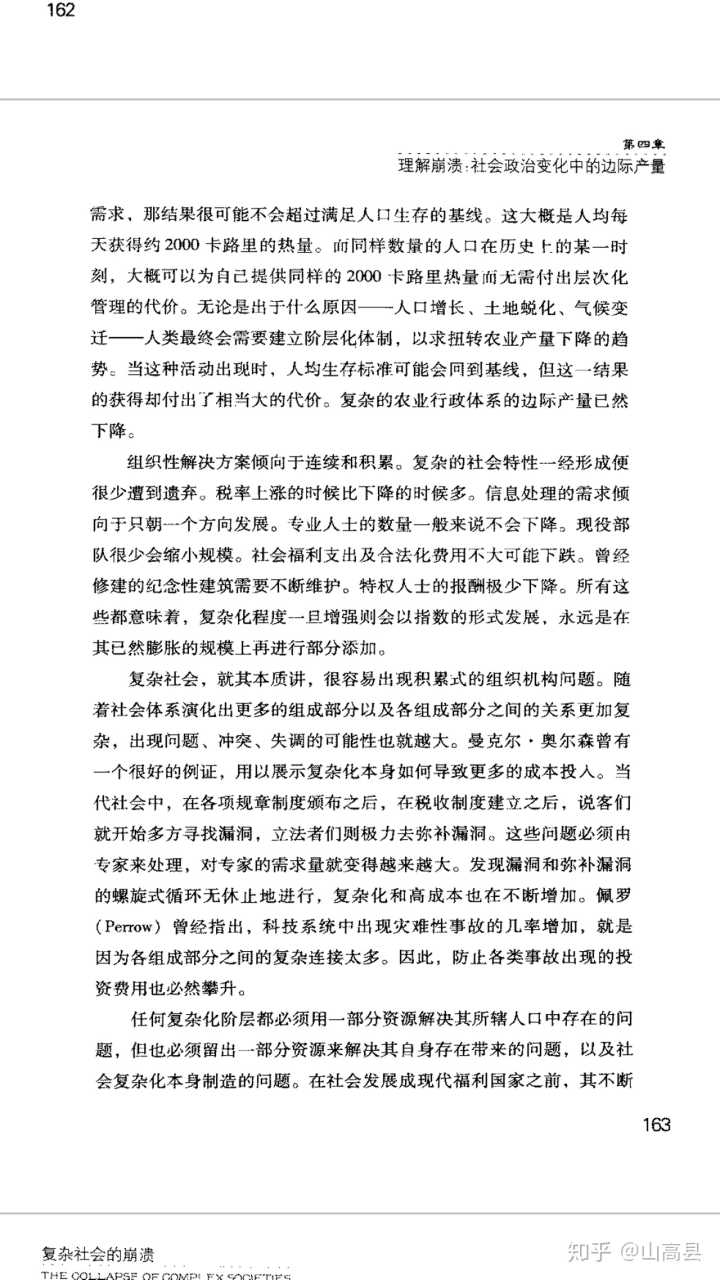 162
第四章
理解崩溃:社会政治变化中的边际产量
需求，那结果很可能不会超过满足人口生存的基线。这大概是人均每
天获得约 2000 卡路里的热量。而同样数量的人口在历史上的某一时
刻，大概可以为自己提供同样的 2000 卡路里热量而无需付出层次化
管理的代价。无论是出于什么原因——人口增长、土地蜕化、气候变
迁——人类最终会需要建立阶层化体制，以求扭转农业产量下降的趋
势。当这种活动出现时，人均生存标准可能会回到基线，但这一结果
的获得却付出了相当大的代价。复杂的农业行政体系的边际产量已然
下降。
组织性解决方案倾向于连续和积累。复杂的社会特性一经形成便
很少遭到遗弃。税率上涨的时候比下降的时候多。信息处理的需求倾
向于只朝一个方向发展。专业人士的数量一般来说不会下降。现役部
队很少会缩小规模。社会福利支出及合法化费用不大可能下跌。曾经
修建的纪念性建筑需要不断维护。特权人士的报酬极少下降。所有这
些都意味着，复杂化程度一旦增强则会以指数的形式发展，永远是在
其已然膨胀的规模上再进行部分添加。
复杂社会，就其本质讲，很容易出现积累式的组织机构问题。随
着社会体系演化出更多的组成部分以及各组成部分之间的关系更加复
杂，出现问题、冲突、失调的可能性也就越大。曼克尔·奥尔森曾有
一个很好的例证，用以展示复杂化本身如何导致更多的成本投入。当
代社会中，在各项规章制度颁布之后，在税收制度建立之后，说客们
就开始多方寻找漏洞，立法者们则极力去弥补漏洞。这些问题必须由
专家来处理，对专家的需求量就变得越来越大。发现漏洞和弥补漏洞
的螺旋式循环无休止地进行，复杂化和高成本也在不断增加。佩罗
（Perrow）曾经指出，科技系统中出现灾难性事故的几率增加，就是
因为各组成部分之间的复杂连接太多。因此，防止各类事故出现的投
资费用也必然攀升。
任何复杂化阶层都必须用一部分资源解决其所辖人口中存在的问
题，但也必须留出一部分资源来解决其自身存在带来的问题，以及社
会复杂化本身制造的问题。在社会发展成现代福利国家之前，其不断
163
复杂社会的崩溃
THE COLLAPSE OF COMPLEX SOCIETIES
知乎 @山高县